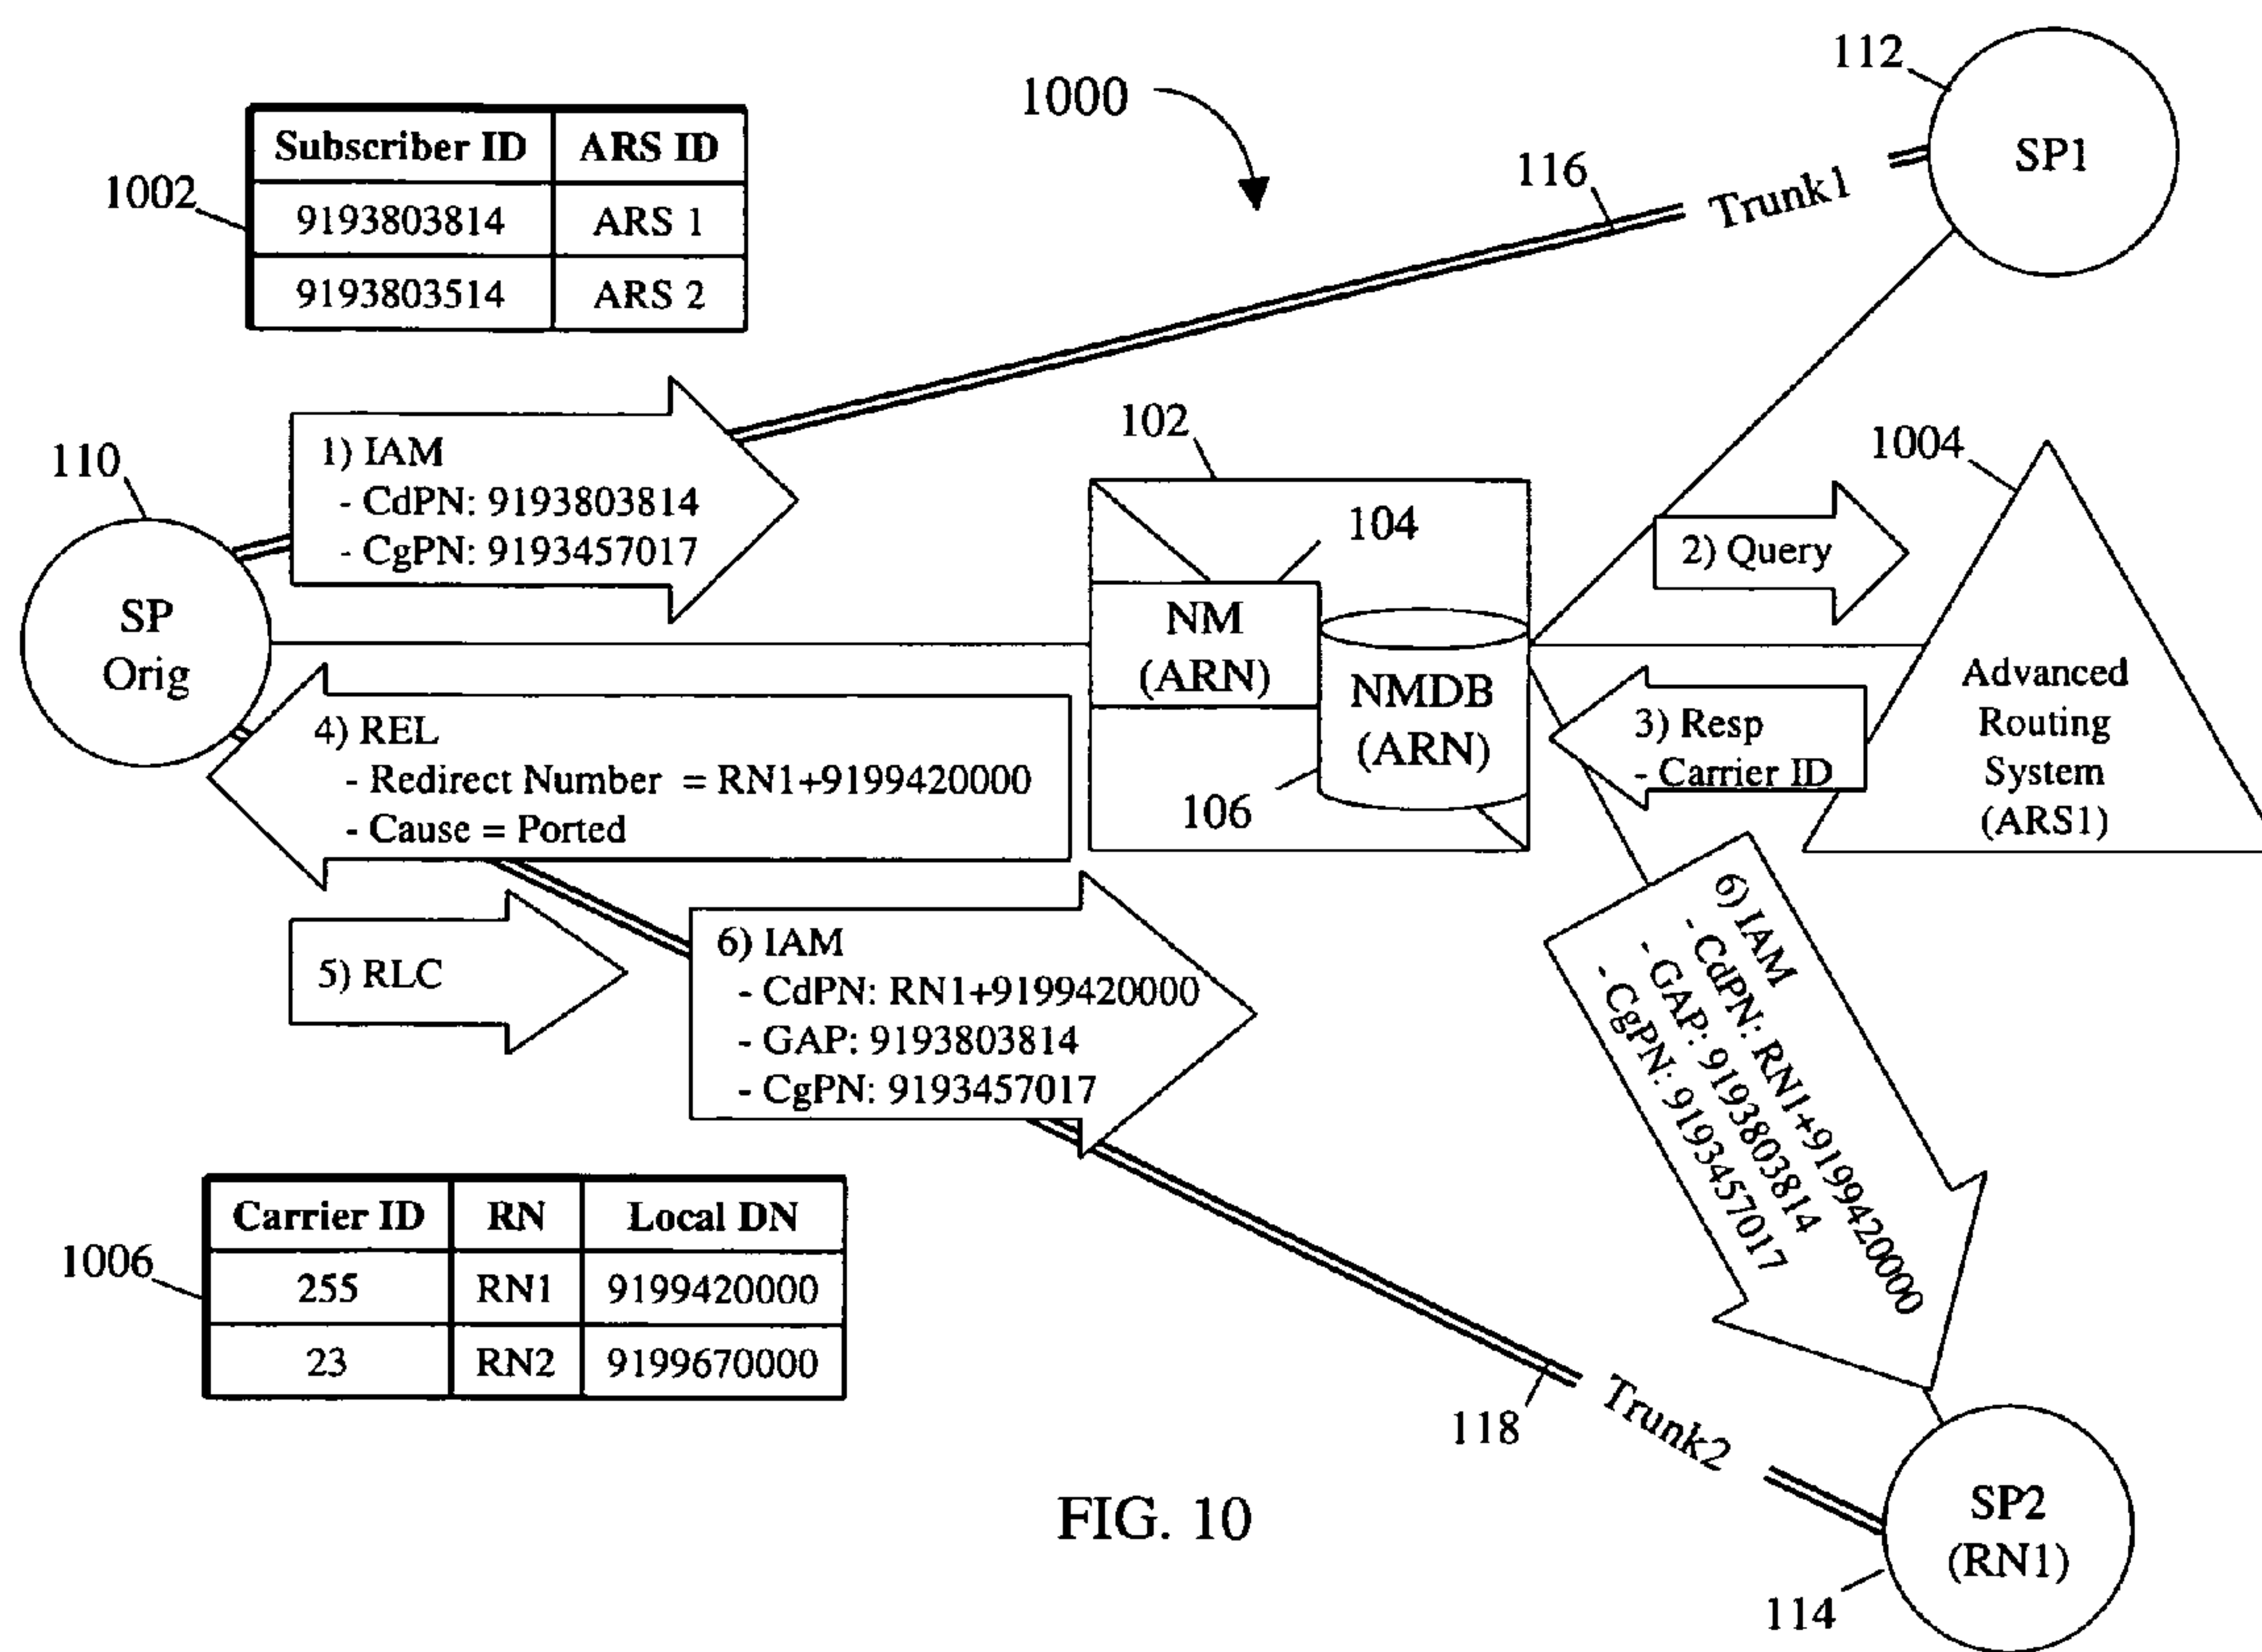 1000
112
SP1
116
Trunk1
Subscriber ID ARS ID
9193803814 ARS 1
9193803514 ARS 2
1002
110
SP
Orig
1) IAM
- CdPN: 9193803814
- CgPN: 9193457017
102
104
NM
(ARN)
NMDB
(ARN)
106
2) Query
1004
Advanced
Routing
System
(ARS1)
3) Resp
- Carrier ID
4) REL
- Redirect Number = RN1+9199420000
- Cause = Ported
5) RLC
6) IAM
- CdPN: RN1+9199420000
- GAP: 9193803814
- CgPN: 9193457017
6) IAM
- CdPN: RN1+9199420000
- GAP: 9193803814
- CgPN: 9193457017
Carrier ID RN Local DN
255 RN1 9199420000
23 RN2 9199670000
1006
118
Trunk2
SP2
(RN1)
114
FIG. 10